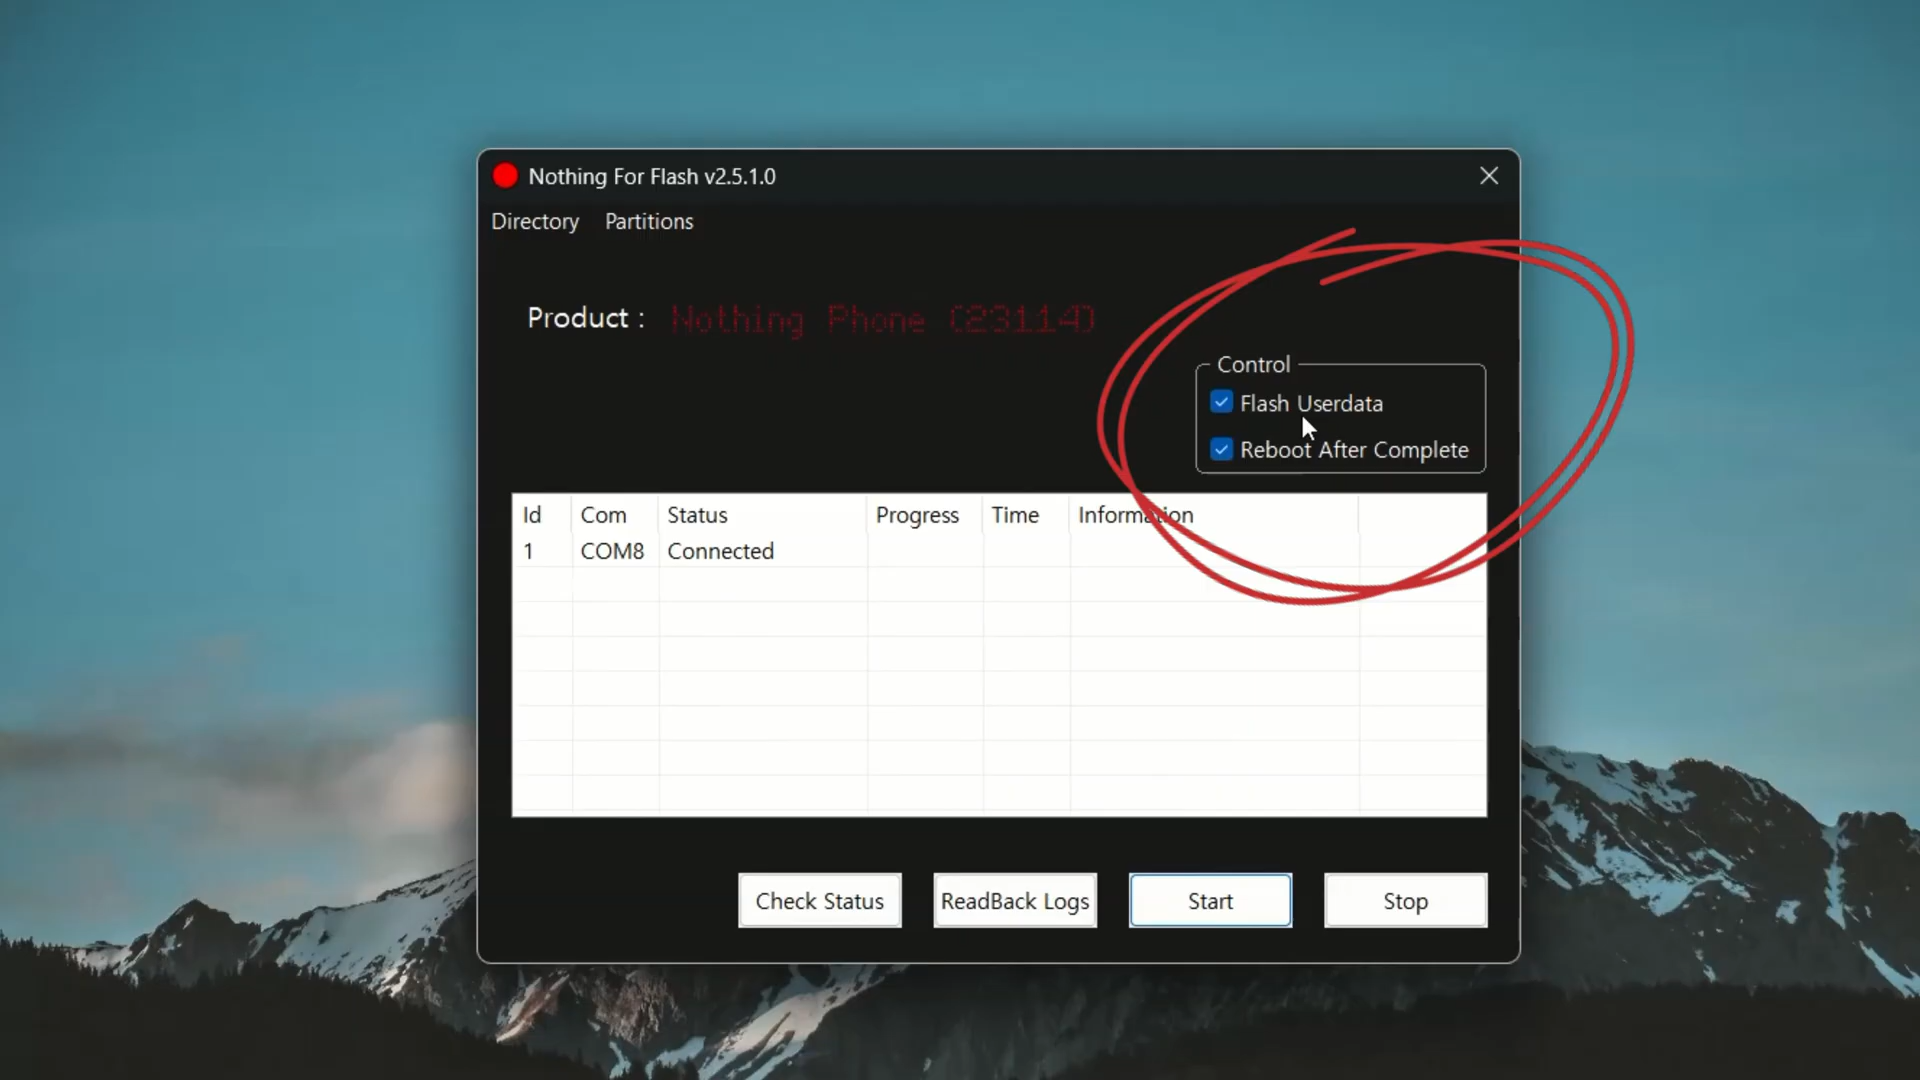 Nothing For Flash v2.5.1.0
Directory Partitions
Product : Nothing Phone (23114)
Control
Flash Userdata
Reboot After Complete
Id Com Status Progress Time Information
1 COM8 Connected
Check Status ReadBack Logs Start Stop